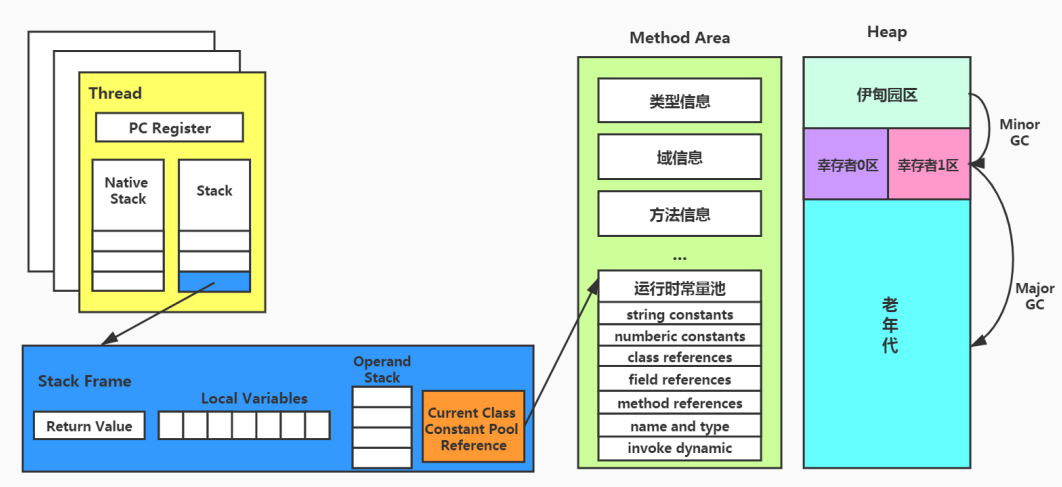 Thread
PC Register
Native
Stack
Stack
Stack Frame
Return Value
Local Variables
Operand
Stack
Current Class
Constant Pool
Reference
Method Area
类型信息
域信息
方法信息
...
运行时常量池
string constants
numberic constants
class references
field references
method references
name and type
invoke dynamic
Heap
伊甸园区
幸存者0区
幸存者1区
老
年
代
Minor
GC
Major
GC